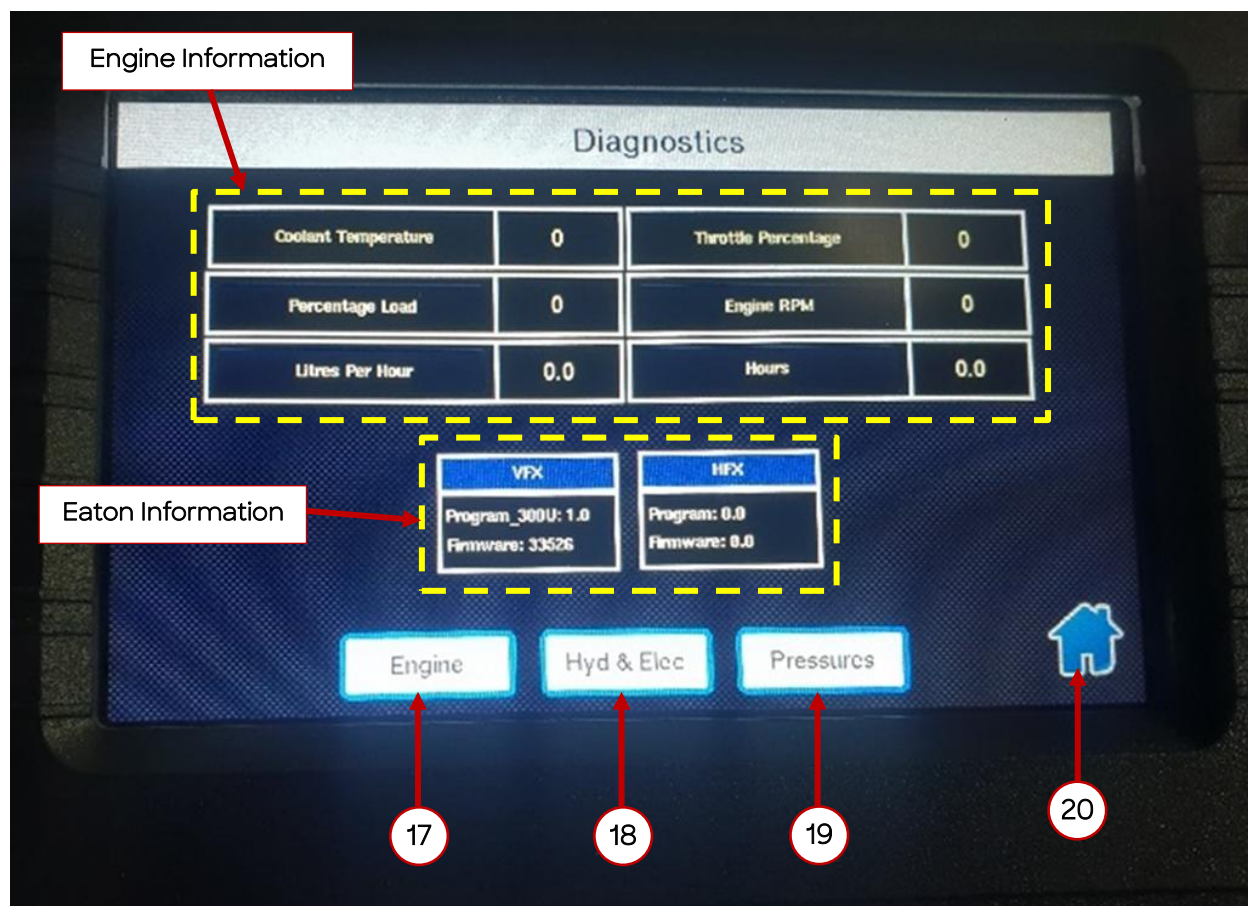 Engine Information
Diagnostics
Coolant Temperature 0 Throttle Percentage 0
Percentage Load 0 Engine RPM 0
Litres Per Hour 0.0 Hours 0.0
Eaton Information
VFX HFX
Program_300U: 1.0 Program: 0.0
Firmware: 33526 Firmware: 0.0
Engine Hyd & Elec Pressures
17 18 19 20